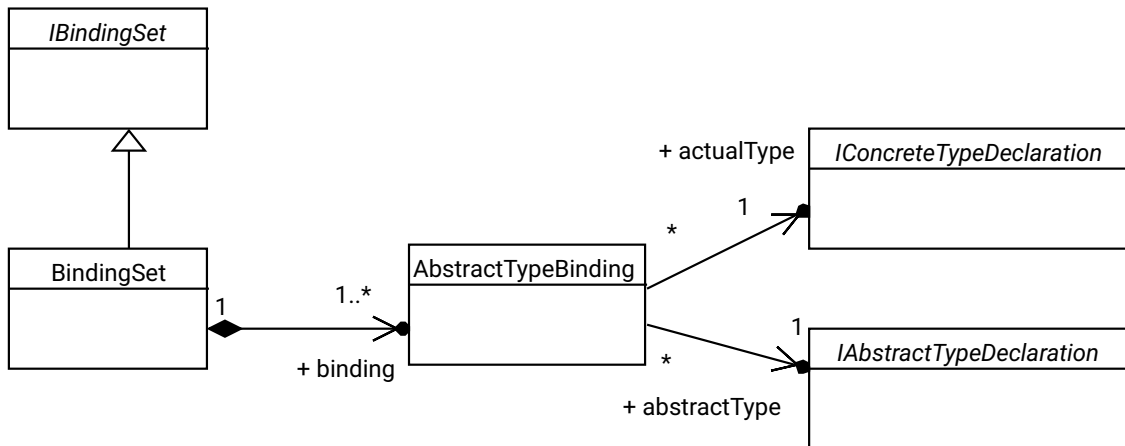 IBindingSet
+ actualType
IConcreteTypeDeclaration
1
*
BindingSet
AbstractTypeBinding
1
1..*
+ binding
*
1
IAbstractTypeDeclaration
+ abstractType